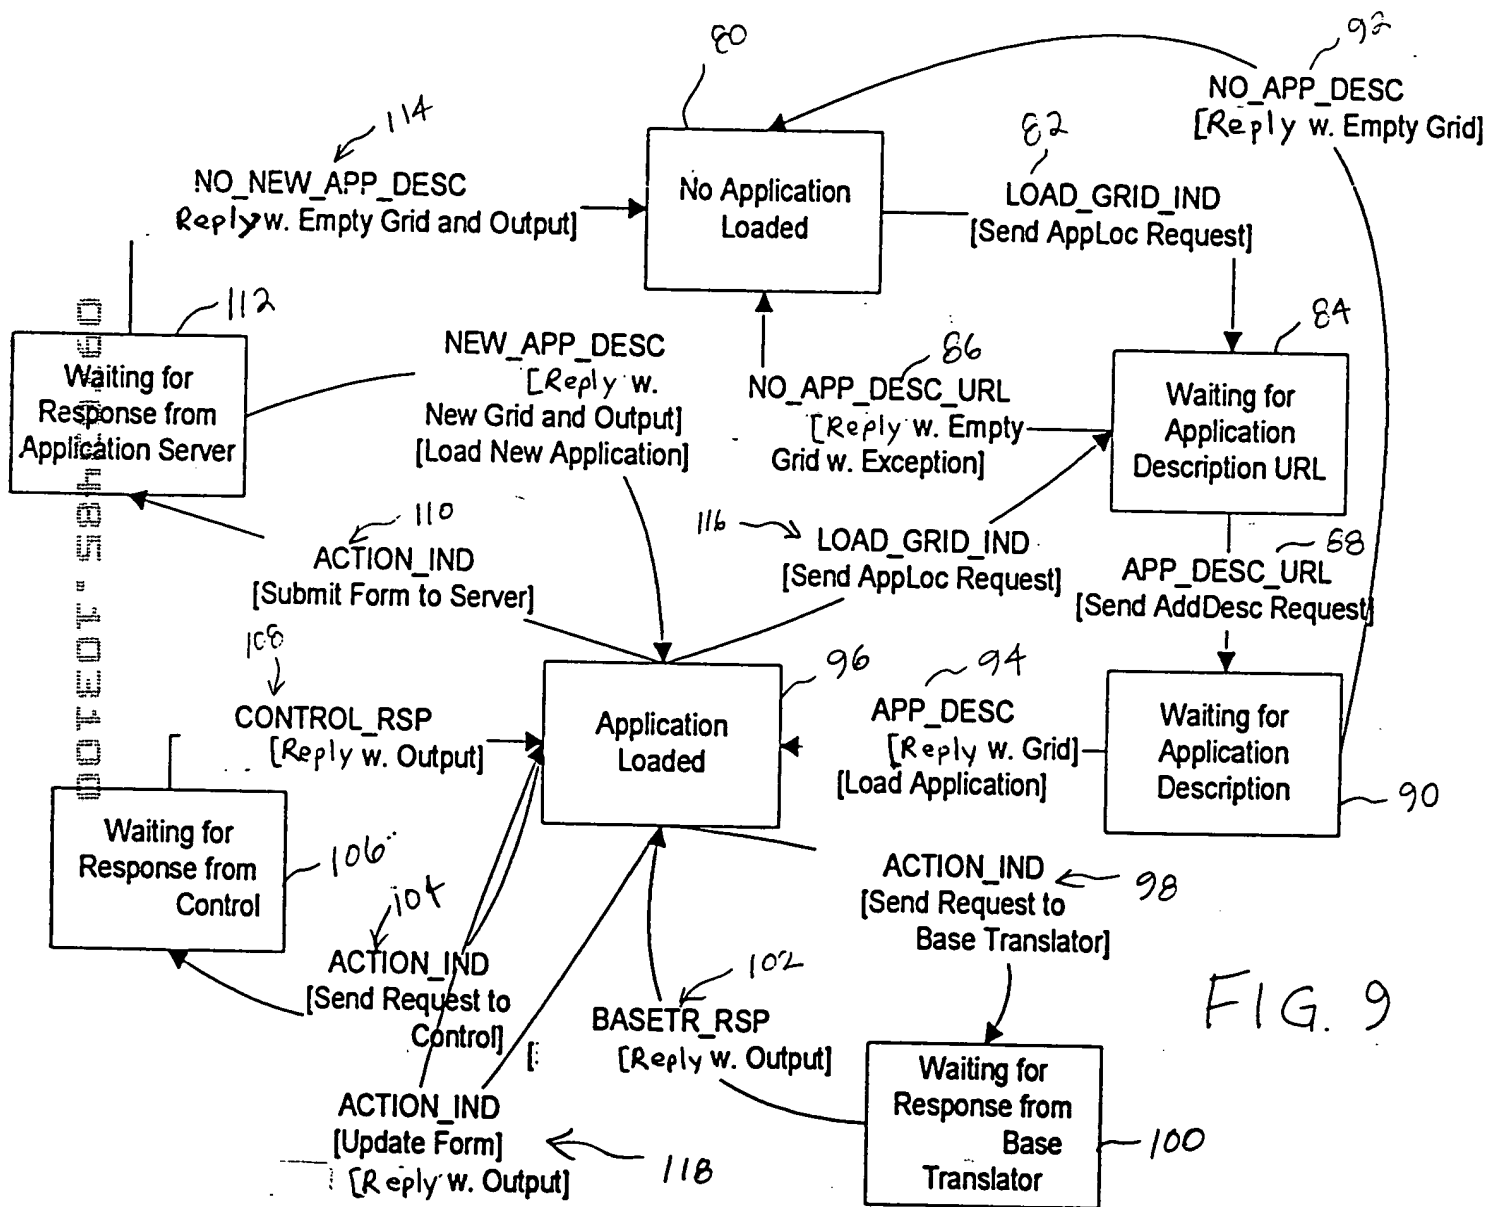 80
92
NO_APP_DESC
[Reply w. Empty Grid]
114
82
NO_NEW_APP_DESC
Reply w. Empty Grid and Output]
No Application
Loaded
LOAD_GRID_IND
[Send AppLoc Request]
112
84
Waiting for
Response from
Application Server
NEW_APP_DESC
[Reply w.
New Grid and Output]
[Load New Application]
86
NO_APP_DESC_URL
[Reply w. Empty
Grid w. Exception]
Waiting for
Application
Description URL
110
ACTION_IND
[Submit Form to Server]
116
LOAD_GRID_IND
[Send AppLoc Request]
88
APP_DESC_URL
[Send AddDesc Request]
108
CONTROL_RSP
[Reply w. Output]
96
Application
Loaded
94
APP_DESC
[Reply w. Grid]
[Load Application]
Waiting for
Application
Description
90
Waiting for
Response from
Control
106
104
ACTION_IND
[Send Request to
Control]
ACTION_IND
[Send Request to
Base Translator]
98
102
BASETR_RSP
[Reply w. Output]
[
FIG. 9
ACTION_IND
[Update Form]
[Reply w. Output]
118
Waiting for
Response from
Base
Translator
100